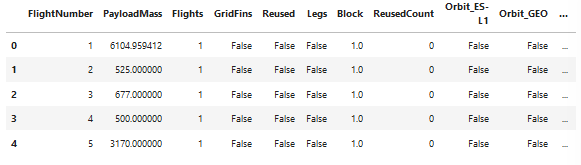 FlightNumber PayloadMass Flights GridFins Reused Legs Block ReusedCount Orbit_ES-L1 Orbit_GEO ...
0 1 6104.959412 1 False False False 1.0 0 False False ...
1 2 525.000000 1 False False False 1.0 0 False False ...
2 3 677.000000 1 False False False 1.0 0 False False ...
3 4 500.000000 1 False False False 1.0 0 False False ...
4 5 3170.000000 1 False False False 1.0 0 False False ...